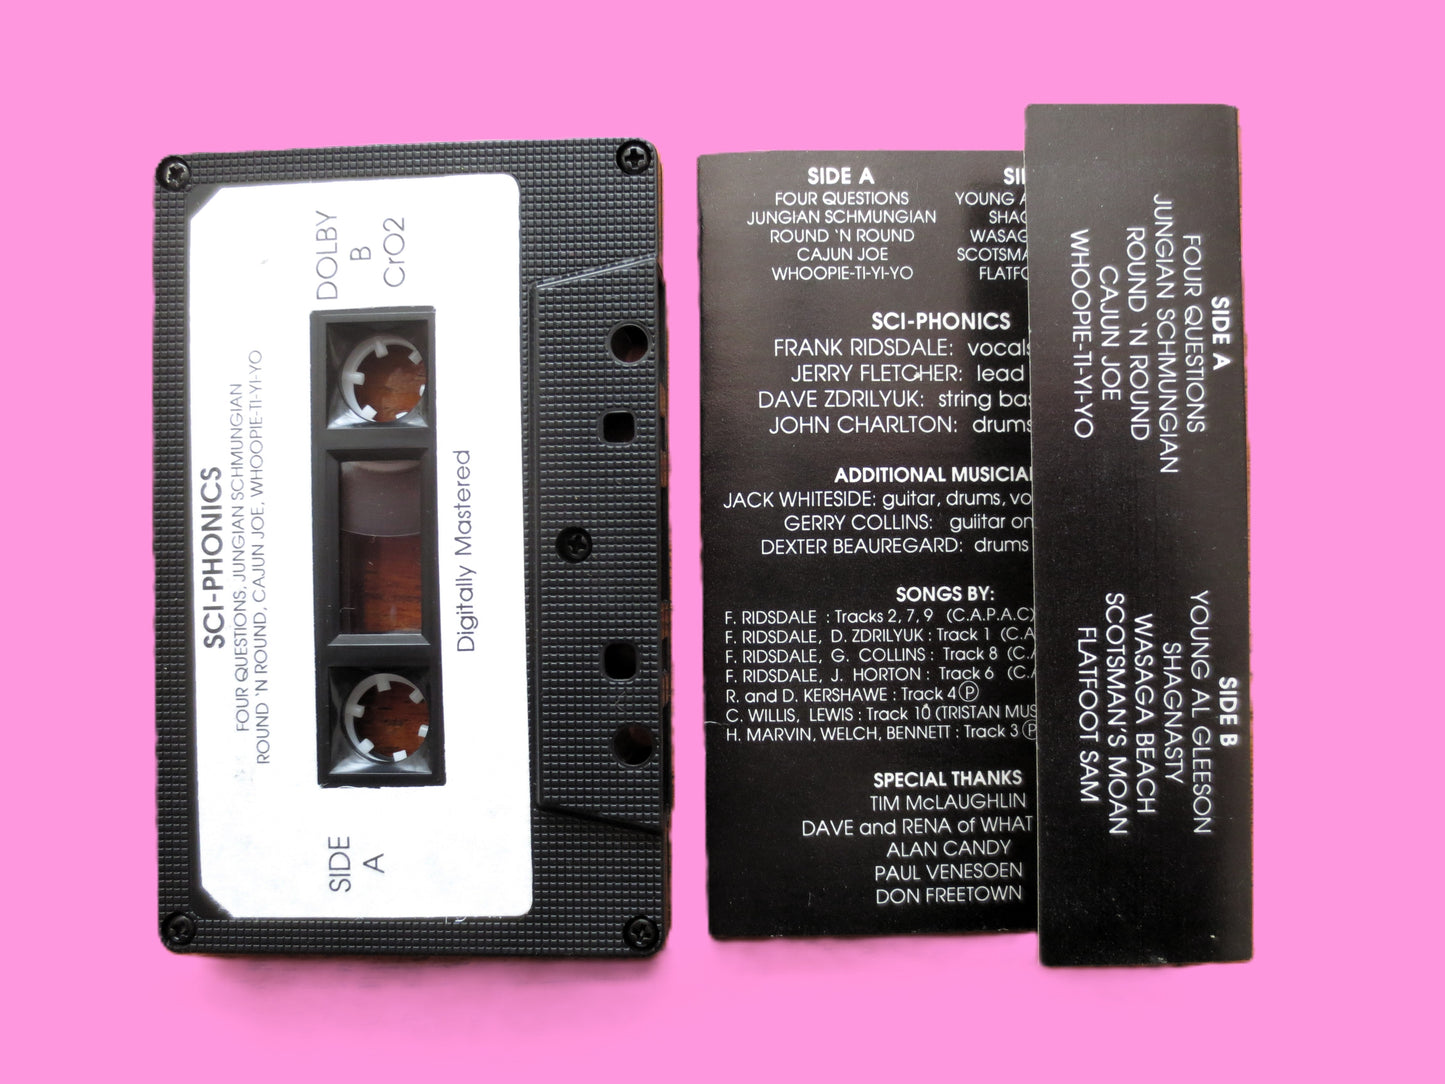 SCI-PHONICS
FOUR QUESTIONS, JUNGIAN SCHMUNGIAN
ROUND 'N ROUND, CAJUN JOE, WHOOPIE-TI-YI-YO
DOLBY
B
CrO2
SIDE
A
Digitally Mastered
SIDE A
FOUR QUESTIONS
JUNGIAN SCHMUNGIAN
ROUND 'N ROUND
CAJUN JOE
WHOOPIE-TI-YI-YO
YOUNG
SCI-PHONICS
FRANK RIDSDALE: vocals
JERRY FLETCHER: lead
DAVE ZDRILYUK: string
JOHN CHARLTON: drums
ADDITIONAL
JACK WHITESIDE: guitar, drums,
GERRY COLLINS: guiitar
DEXTER BEAUREGARD: drums
SONGS BY:
F. RIDSDALE : Tracks 2, 7, 9 (C.A.P.A.C)
F. RIDSDALE, D. ZDRILYUK : Track 1
F. RIDSDALE, G. COLLINS : Track 8
F. RIDSDALE, J. HORTON : Track 6
R. and D. KERSHAWE : Track 4 Ⓟ
C. WILLIS, LEWIS : Track 10 (TRISTAN
H. MARVIN, WELCH, BENNETT : Track 3 Ⓟ
SPECIAL THANKS
TIM McLAUGHLIN
DAVE and RENA of WHAT
ALAN CANDY
PAUL VENESOEN
DON FREETOWN
SIDE A
FOUR QUESTIONS
JUNGIAN SCHMUNGIAN
ROUND 'N ROUND
CAJUN JOE
WHOOPIE-TI-YI-YO
SIDE B
YOUNG AL GLEESON
SHAGNASTY
WASAGA BEACH
SCOTSMAN'S MOAN
FLATFOOT SAM